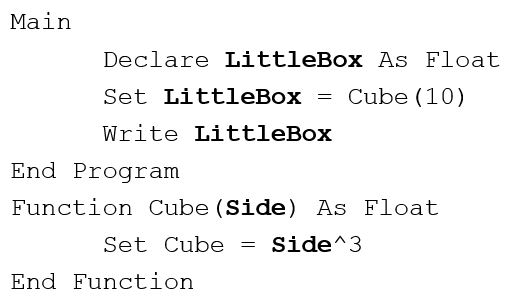 Main
Declare LittleBox As Float
Set LittleBox = Cube(10)
Write LittleBox
End Program
Function Cube(Side) As Float
Set Cube = Side^3
End Function